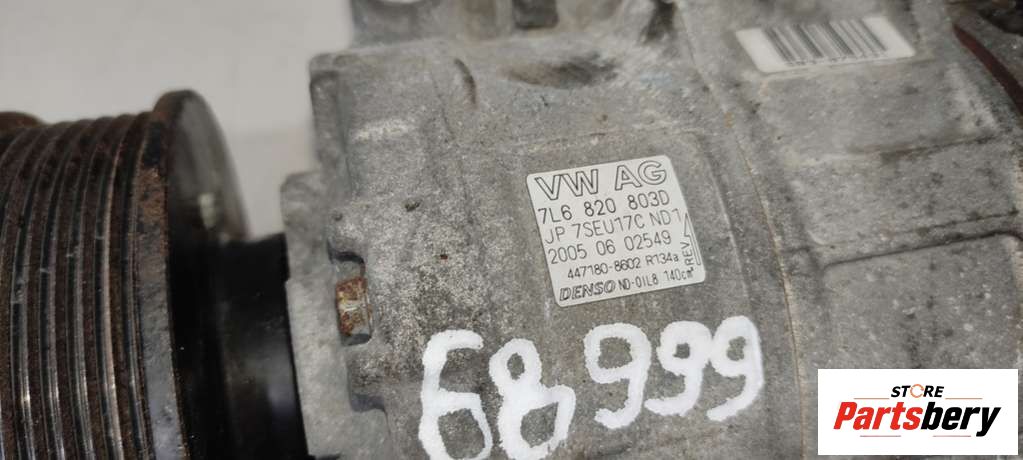 VW AG
7L6 820 803D
JP 7SEU17C ND1
2005 06 02549
447180-8602 R134a
DENSO ND-OIL8 140cm³
REV
68999
STORE
Partsbery